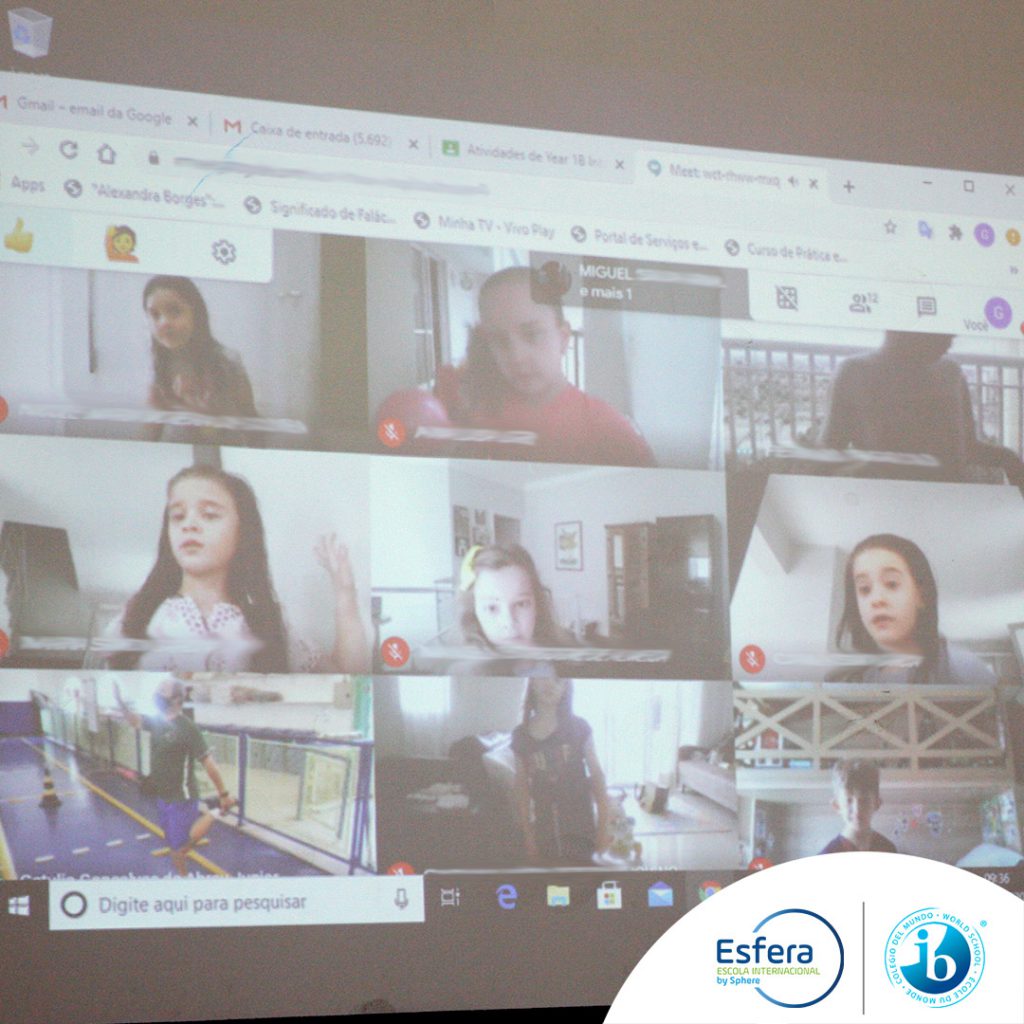 Gmail – email da Google
Caixa de entrada (5.692)
Atividades de Year 1B
Meet:
Apps
"Alexandra Borges":...
Significado de Falác...
Minha TV - Vivo Play
Portal de Serviços e...
Curso de Prática e...
G
MIGUEL
e mais 1
12
Você
G
Digite aqui para pesquisar
09:36
Esfera
ESCOLA INTERNACIONAL
by Sphere
ib
COLEGIO DEL MUNDO • WORLD SCHOOL • ÉCOLE DU MONDE •
®